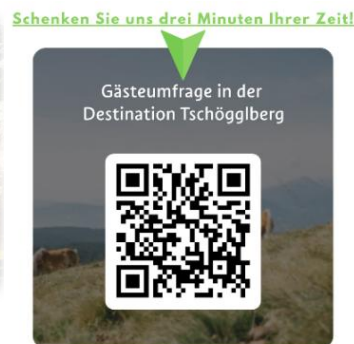 Schenken Sie uns drei Minuten Ihrer Zeit!
Gästeumfrage in der
Destination Tschögglberg